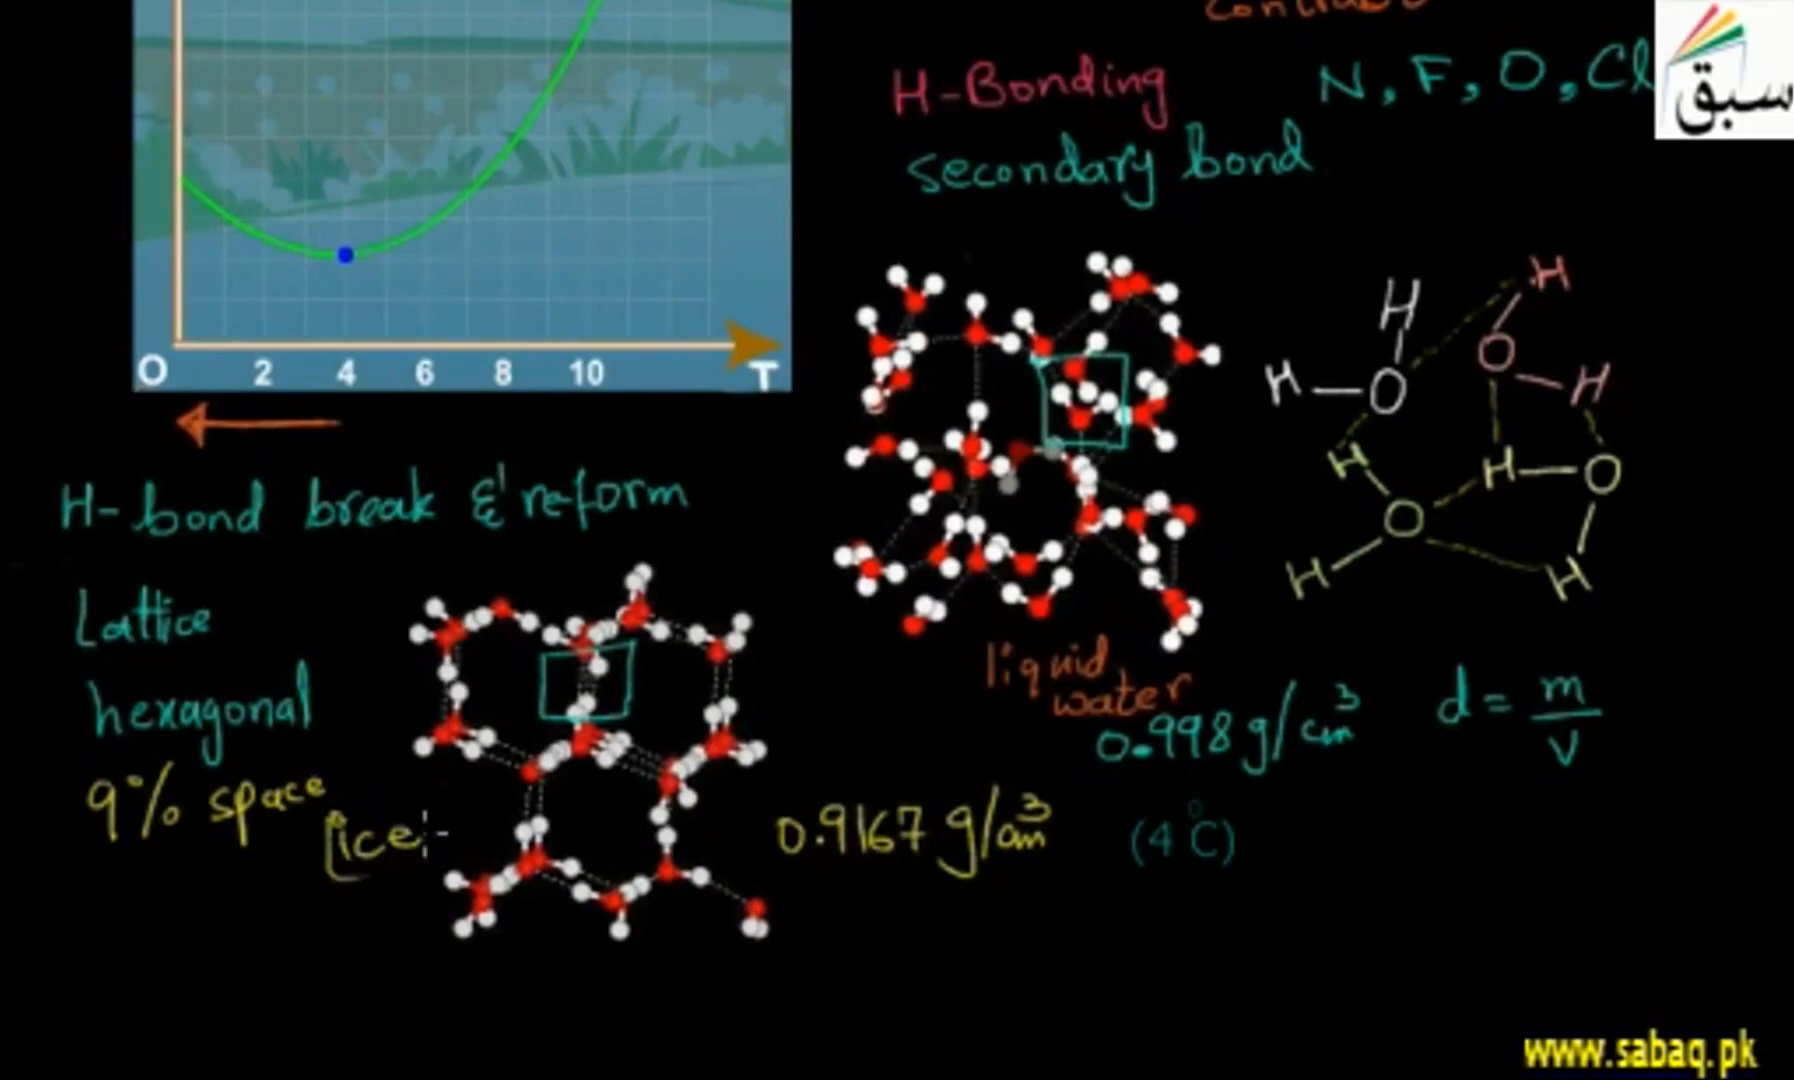 H-Bonding
N, F, O, Cl
سبق
secondary bond
O 2 4 6 8 10 T
H
H
H-O
O-H
H
H-O
O
H
H
H-bond break & reform
Lattice
hexagonal
9% space
liquid
water
0.998 g/cm³
d = m/v
[ice
0.9167 g/cm³
(4°C)
www.sabaq.pk